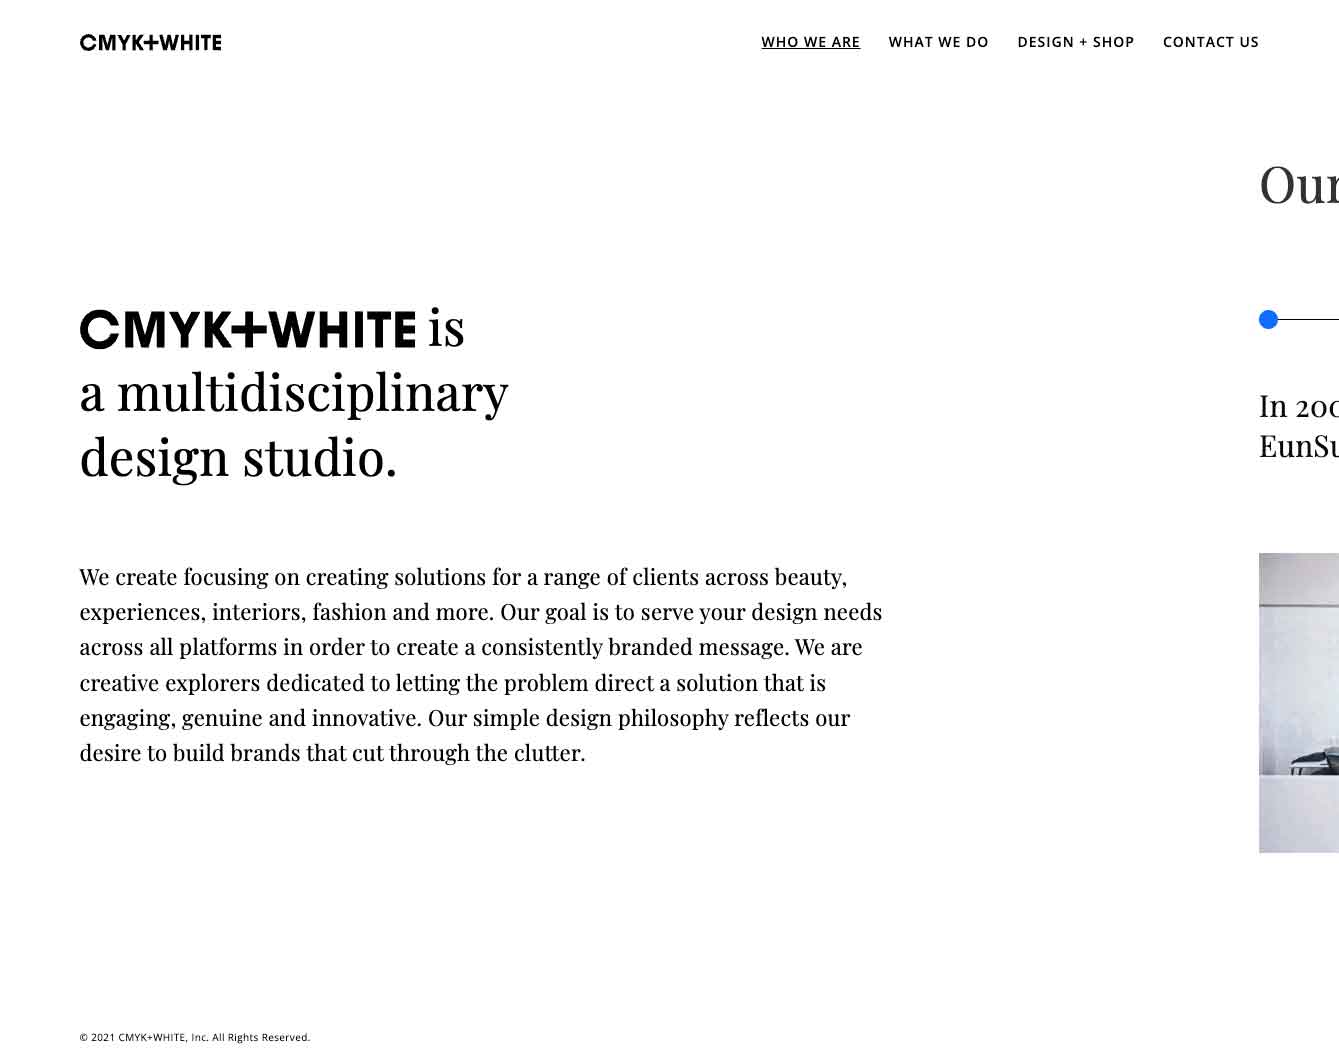 CMYK+WHITE
WHO WE ARE
WHAT WE DO
DESIGN + SHOP
CONTACT US
CMYK+WHITE is
a multidisciplinary
design studio.
We create focusing on creating solutions for a range of clients across beauty,
experiences, interiors, fashion and more. Our goal is to serve your design needs
across all platforms in order to create a consistently branded message. We are
creative explorers dedicated to letting the problem direct a solution that is
engaging, genuine and innovative. Our simple design philosophy reflects our
desire to build brands that cut through the clutter.
Our
In
© 2021 CMYK+WHITE, Inc. All Rights Reserved.